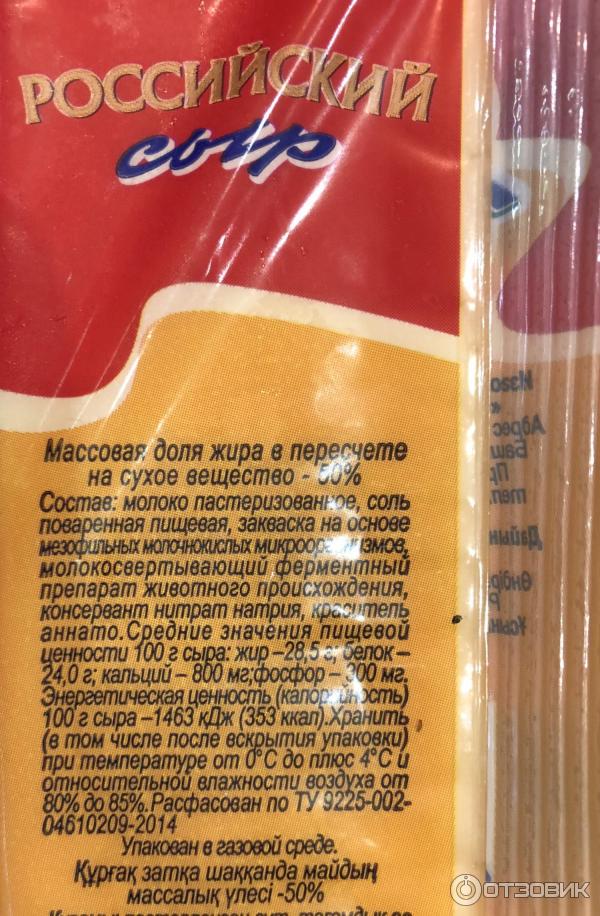 РОССИЙСКИЙ
сыр
Массовая доля жира в пересчете
на сухое вещество - 50%
Состав: молоко пастеризованное, соль
поваренная пищевая, закваска на основе
мезофильных молочнокислых микроорганизмов,
молокосвертывающий ферментный
препарат животного происхождения,
консервант нитрат натрия, краситель
аннато.Средние значения пищевой
ценности 100 г сыра: жир –28,5 г; белок –
24,0 г; кальций – 800 мг;фосфор – 300 мг.
Энергетическая ценность (калорийность)
100 г сыра –1463 кДж (353 ккал).Хранить
(в том числе после вскрытия упаковки)
при температуре от 0°С до плюс 4°С и
относительной влажности воздуха от
80% до 85%.Расфасован по ТУ 9225-002-
04610209-2014
Упакован в газовой среде.
Құрғақ затқа шаққанда майдың
массалық үлесі -50%
Адрес
Баш
Дайын
ОТЗОВИК